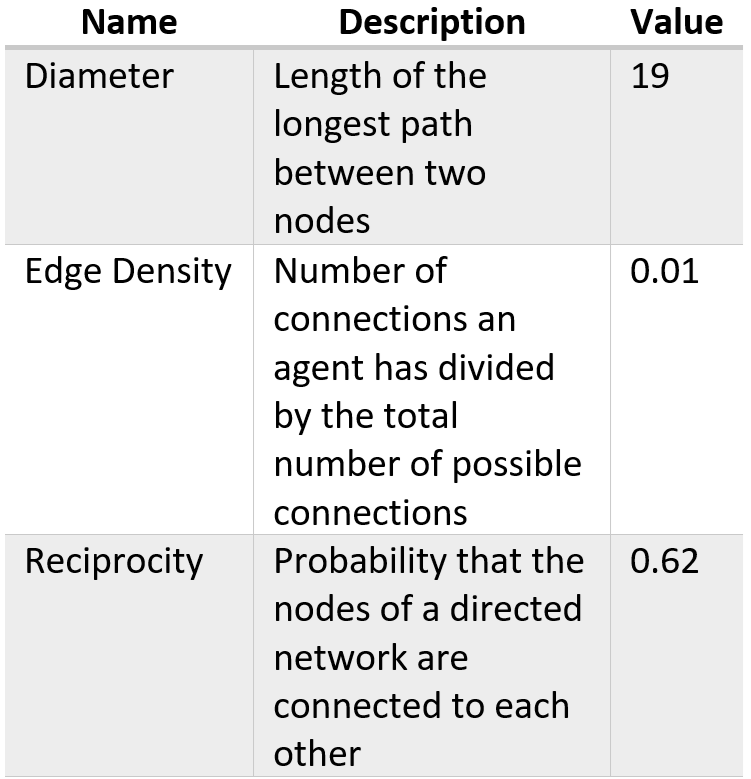 Name Description Value
Diameter Length of the 19
longest path
between two
nodes
Edge Density Number of 0.01
connections an
agent has divided
by the total
number of possible
connections
Reciprocity Probability that the 0.62
nodes of a directed
network are
connected to each
other